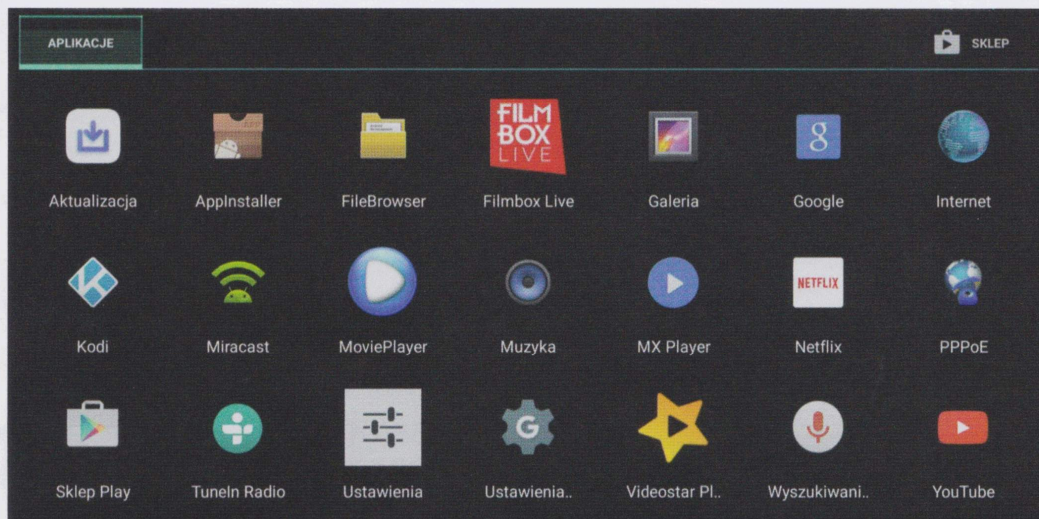 APLIKACJE
SKLEP
FILM
BOX
LIVE
g
Aktualizacja AppInstaller FileBrowser Filmbox Live Galeria Google Internet
NETFLIX
Kodi Miracast MoviePlayer Muzyka MX Player Netflix PPPoE
G
Sklep Play TuneIn Radio Ustawienia Ustawienia.. Videostar Pl.. Wyszukiwani.. YouTube